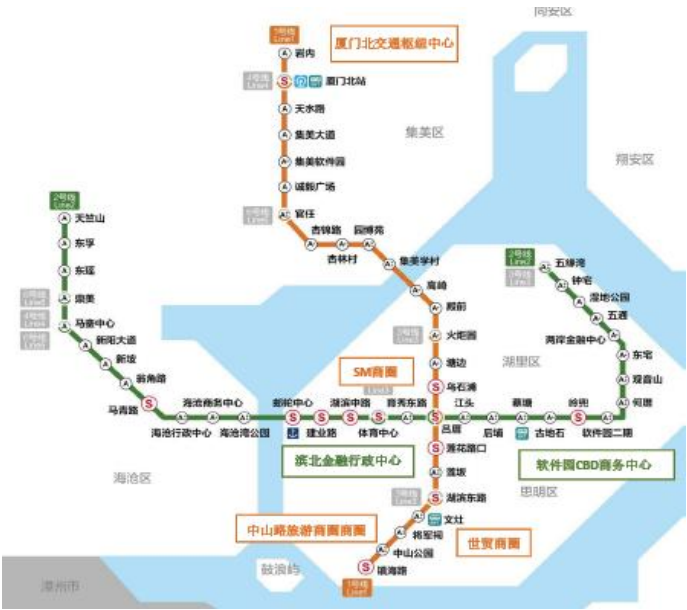 同安区
1号线
Line1
厦门北交通枢纽中心
岩内
4号线
Line4
厦门北站
天水路
集美大道
集美软件园
诚毅广场
官任
集美区
翔安区
杏锦路
园博苑
杏林村
集美学村
高崎
殿前
火炬园
塘边
乌石浦
吕厝
莲花路口
莲坂
湖滨东路
文灶
将军祠
中山公园
镇海路
1号线
Line1
2号线
Line2
天竺山
东孚
东瑶
鼎美
马銮中心
新阳大道
新垵
翁角路
马青路
海沧行政中心
海沧商务中心
海沧湾公园
邮轮中心
建业路
湖滨中路
体育中心
育秀东路
江头
后埔
蔡塘
古地石
岭兜
软件园二期
何厝
观音山
东宅
两岸金融中心
五通
湿地公园
钟宅
五缘湾
2号线
Line2
3号线
Line3
湖里区
SM商圈
滨北金融行政中心
软件园CBD商务中心
海沧区
思明区
中山路旅游商圈商圈
世贸商圈
鼓浪屿
漳州市